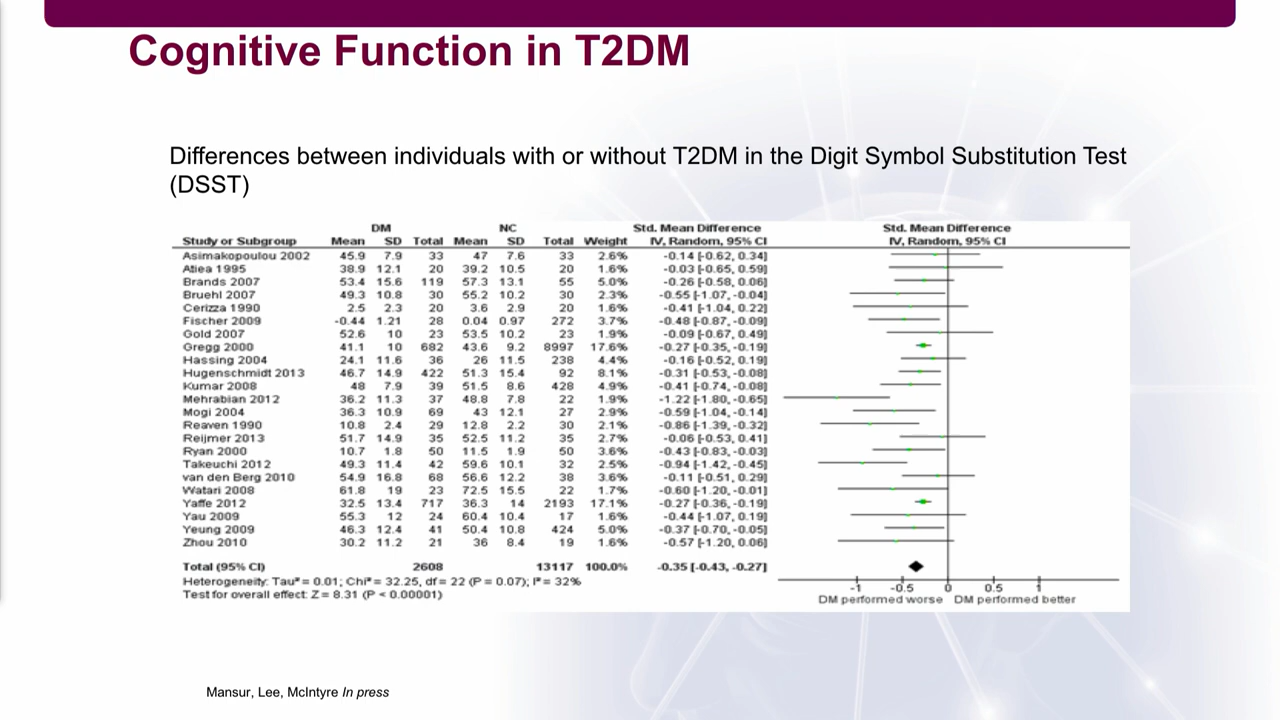 Cognitive Function in T2DM
Differences between individuals with or without T2DM in the Digit Symbol Substitution Test
(DSST)
DM NC Std. Mean Difference Std. Mean Difference
Study or Subgroup Mean SD Total Mean SD Total Weight IV, Random, 95% CI IV, Random, 95% CI
Asimakopoulou 2002 45.9 7.9 33 47 7.6 33 2.6% -0.14 [-0.62, 0.34]
Atiea 1995 38.9 12.1 20 39.2 10.5 20 1.6% -0.03 [-0.65, 0.59]
Brands 2007 53.4 15.6 119 57.3 13.1 55 5.0% -0.26 [-0.58, 0.06]
Bruehl 2007 49.3 10.8 30 55.2 10.2 30 2.3% -0.55 [-1.07, -0.04]
Cerizza 1990 2.5 2.3 20 3.6 2.9 20 1.6% -0.41 [-1.04, 0.22]
Fischer 2009 -0.44 1.21 28 0.04 0.97 272 3.7% -0.48 [-0.87, -0.09]
Gold 2007 52.6 10 23 53.5 10.2 23 1.9% -0.09 [-0.67, 0.49]
Gregg 2000 41.1 10 682 43.6 9.2 8997 17.6% -0.27 [-0.35, -0.19]
Hassing 2004 24.1 11.6 36 26 11.5 238 4.4% -0.16 [-0.52, 0.19]
Hugenschmidt 2013 46.7 14.9 422 51.3 15.4 92 8.1% -0.31 [-0.53, -0.08]
Kumar 2008 48 7.9 39 51.5 8.6 428 4.9% -0.41 [-0.74, -0.08]
Mehrabian 2012 36.2 11.3 37 48.8 7.8 22 1.9% -1.22 [-1.80, -0.65]
Mogi 2004 36.3 10.9 69 43 12.1 27 2.9% -0.59 [-1.04, -0.14]
Reaven 1990 10.8 2.4 29 12.8 2.2 30 2.1% -0.86 [-1.39, -0.32]
Reijmer 2013 51.7 14.9 35 52.5 11.2 35 2.7% -0.06 [-0.53, 0.41]
Ryan 2000 10.7 1.8 50 11.5 1.9 50 3.6% -0.43 [-0.83, -0.03]
Takeuchi 2012 49.3 11.4 42 59.6 10.1 32 2.5% -0.94 [-1.42, -0.45]
van den Berg 2010 54.9 16.8 68 56.6 12.2 38 3.6% -0.11 [-0.51, 0.29]
Watari 2008 61.8 19 23 72.5 15.5 22 1.7% -0.60 [-1.20, -0.01]
Yaffe 2012 32.5 13.4 717 36.3 14 2193 17.1% -0.27 [-0.36, -0.19]
Yau 2009 55.3 12 24 60.4 10.4 17 1.6% -0.44 [-1.07, 0.19]
Yeung 2009 46.3 12.4 41 50.4 10.8 424 5.0% -0.37 [-0.70, -0.05]
Zhou 2010 30.2 11.2 21 36 8.4 19 1.6% -0.57 [-1.20, 0.06]
Total (95% CI) 2608 13117 100.0% -0.35 [-0.43, -0.27]
Heterogeneity: Tau² = 0.01; Chi² = 32.25, df = 22 (P = 0.07); I² = 32%
Test for overall effect: Z = 8.31 (P < 0.00001)
-1 -0.5 0 0.5 1
DM performed worse DM performed better
Mansur, Lee, McIntyre In press